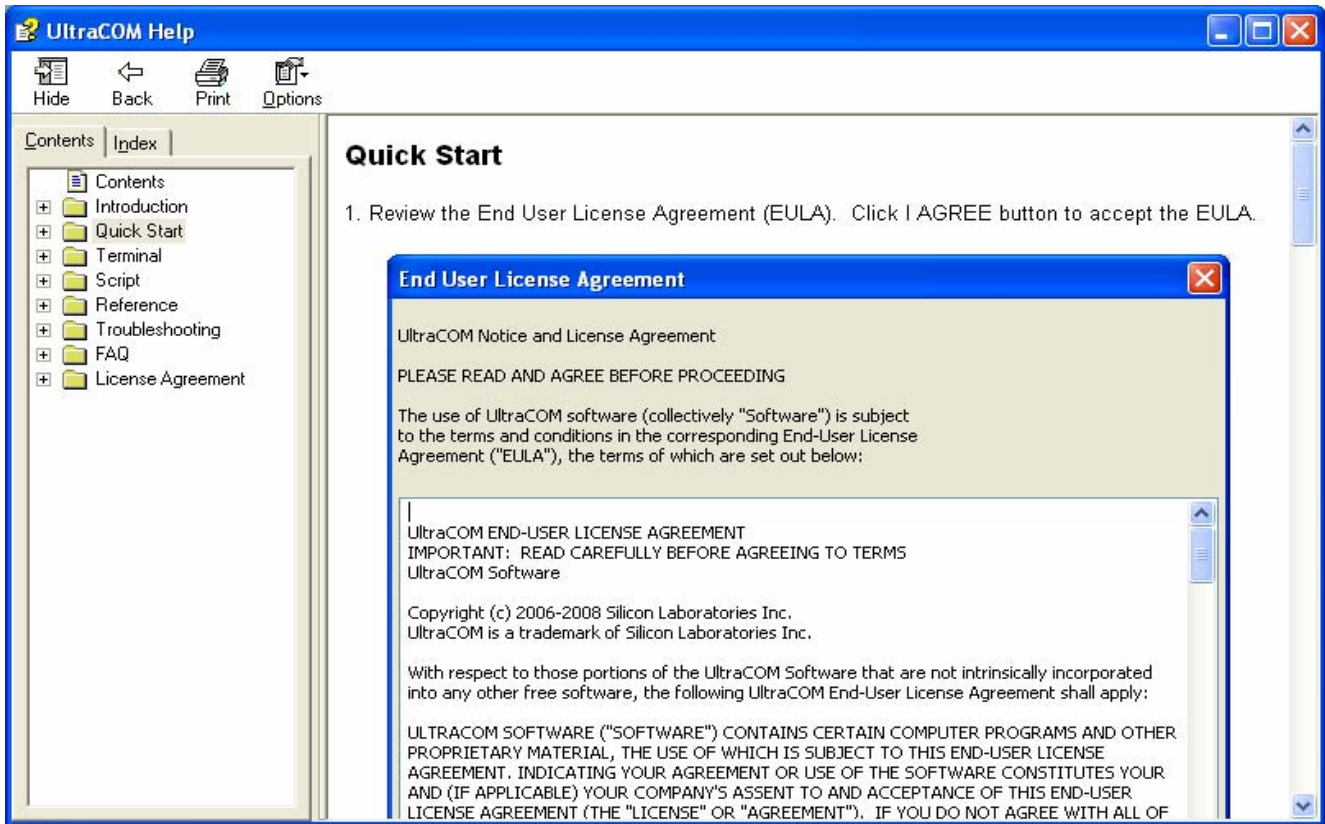 UltraCOM Help
Hide Back Print Options
Contents Index
Contents
Introduction
Quick Start
Terminal
Script
Reference
Troubleshooting
FAQ
License Agreement
Quick Start
1. Review the End User License Agreement (EULA). Click I AGREE button to accept the EULA.
End User License Agreement
UltraCOM Notice and License Agreement
PLEASE READ AND AGREE BEFORE PROCEEDING
The use of UltraCOM software (collectively "Software") is subject
to the terms and conditions in the corresponding End-User License
Agreement ("EULA"), the terms of which are set out below:
UltraCOM END-USER LICENSE AGREEMENT
IMPORTANT: READ CAREFULLY BEFORE AGREEING TO TERMS
UltraCOM Software
Copyright (c) 2006-2008 Silicon Laboratories Inc.
UltraCOM is a trademark of Silicon Laboratories Inc.
With respect to those portions of the UltraCOM Software that are not intrinsically incorporated
into any other free software, the following UltraCOM End-User License Agreement shall apply:
ULTRACOM SOFTWARE ("SOFTWARE") CONTAINS CERTAIN COMPUTER PROGRAMS AND OTHER
PROPRIETARY MATERIAL, THE USE OF WHICH IS SUBJECT TO THIS END-USER LICENSE
AGREEMENT. INDICATING YOUR AGREEMENT OR USE OF THE SOFTWARE CONSTITUTES YOUR
AND (IF APPLICABLE) YOUR COMPANY'S ASSENT TO AND ACCEPTANCE OF THIS END-USER
LICENSE AGREEMENT (THE "LICENSE" OR "AGREEMENT"). IF YOU DO NOT AGREE WITH ALL OF